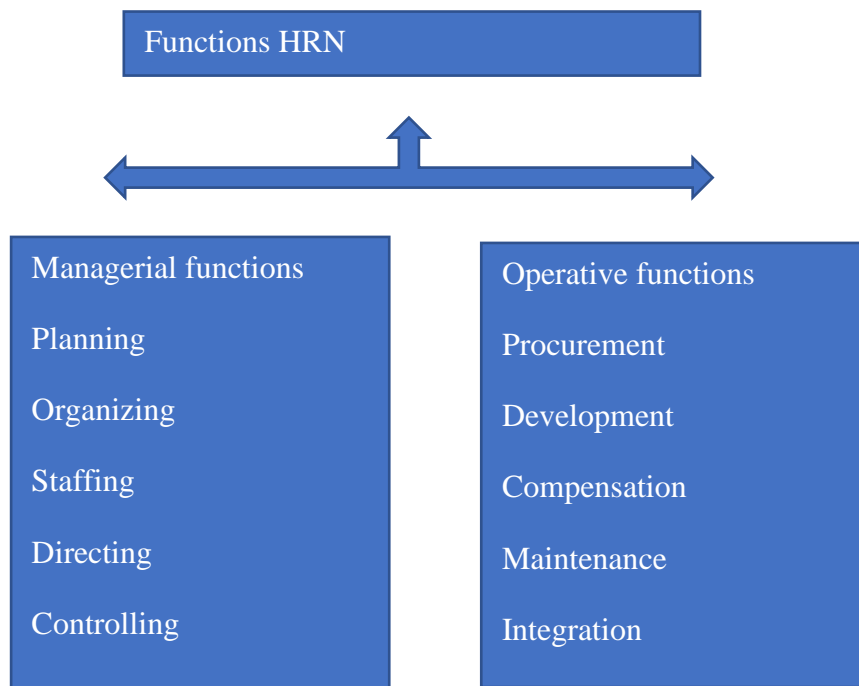 Functions HRN
Managerial functions
Planning
Organizing
Staffing
Directing
Controlling
Operative functions
Procurement
Development
Compensation
Maintenance
Integration